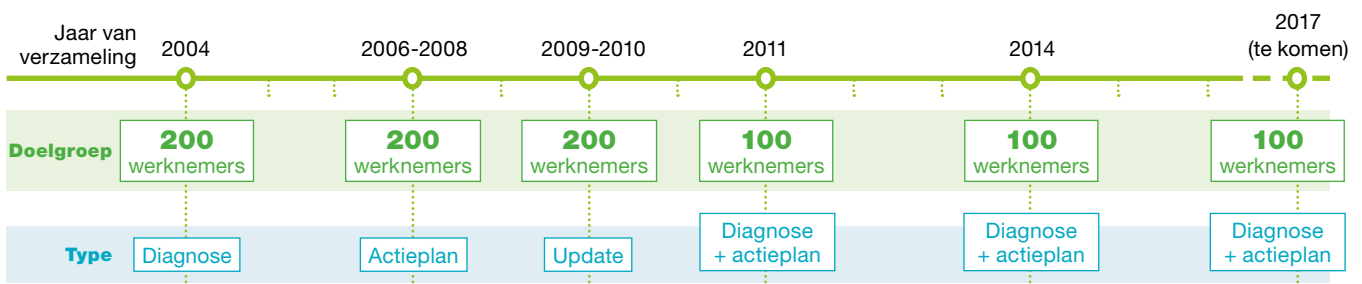 Jaar van
verzameling
2004
2006-2008
2009-2010
2011
2014
2017
(te komen)
Doelgroep
200
werknemers
200
werknemers
200
werknemers
100
werknemers
100
werknemers
100
werknemers
Type
Diagnose
Actieplan
Update
Diagnose
+ actieplan
Diagnose
+ actieplan
Diagnose
+ actieplan